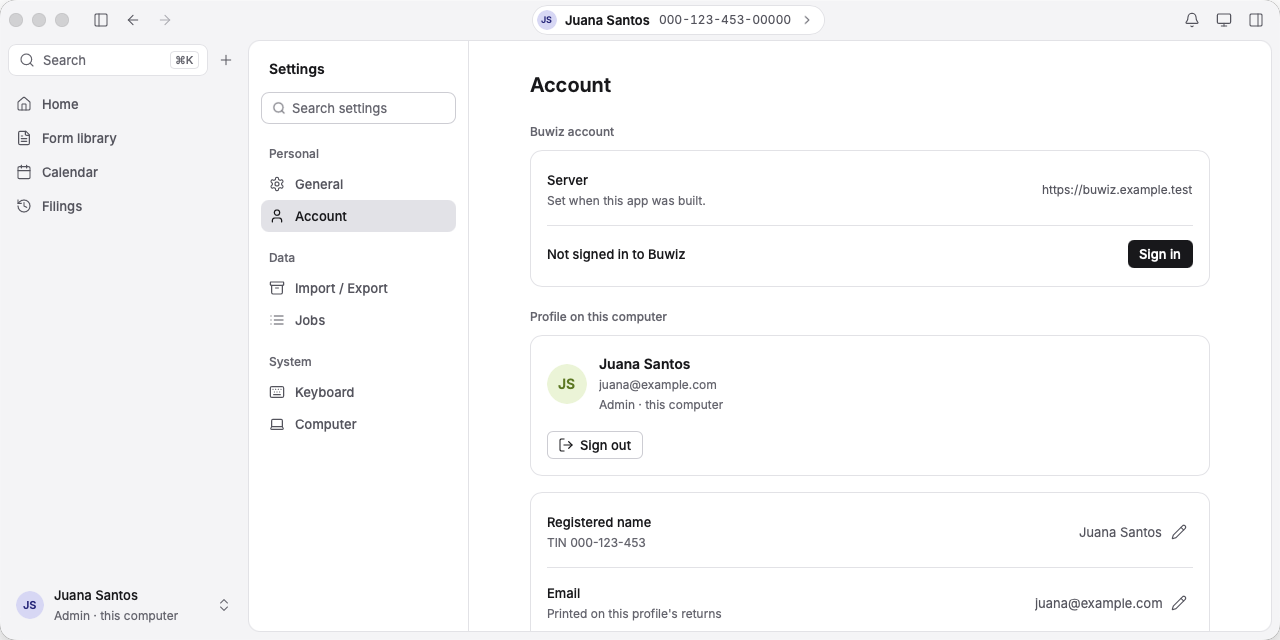 JS Juana Santos 000-123-453-00000
Search ⌘K
Home
Form library
Calendar
Filings
JS
Juana Santos
Admin · this computer
Settings
Search settings
Personal
General
Account
Data
Import / Export
Jobs
System
Keyboard
Computer
Account
Buwiz account
Server
Set when this app was built.
https://buwiz.example.test
Not signed in to Buwiz
Sign in
Profile on this computer
JS
Juana Santos
juana@example.com
Admin · this computer
Sign out
Registered name
TIN 000-123-453
Juana Santos
Email
Printed on this profile's returns
juana@example.com